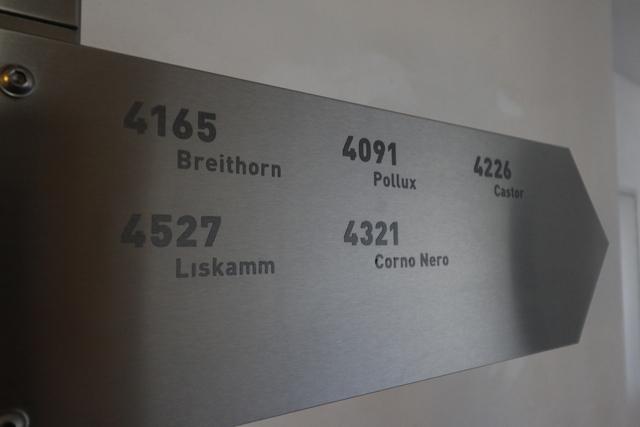 4165
Breithorn
4091
Pollux
4226
Castor
4527
Liskamm
4321
Corno Nero